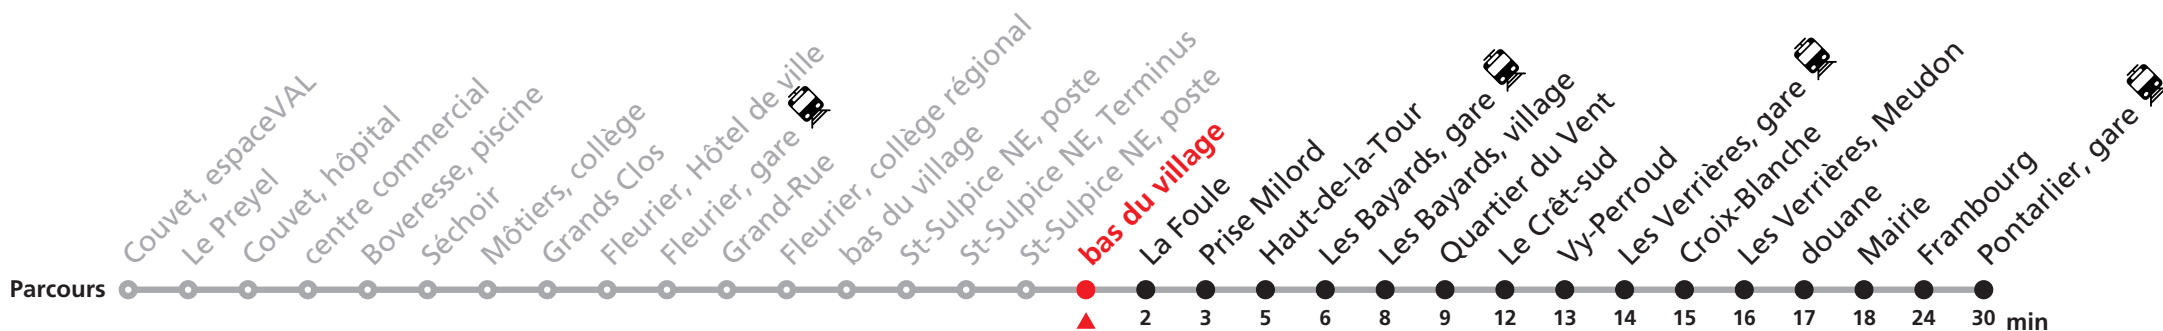 Couvet, espaceVAL
Le Preyel
Couvet, hôpital
centre commercial
Boveresse, piscine
Séchoir
Môtiers, collège
Grands Clos
Fleurier, Hôtel de ville
Fleurier, gare
Grand-Rue
Fleurier, collège régional
bas du village
St-Sulpice NE, poste
St-Sulpice NE, Terminus
St-Sulpice NE, poste
bas du village
La Foule
Prise Milord
Haut-de-la-Tour
Les Bayards, gare
Les Bayards, village
Quartier du Vent
Le Crêt-sud
Vy-Perroud
Les Verrières, gare
Croix-Blanche
Les Verrières, Meudon
douane
Mairie
Frambourg
Pontarlier, gare
Parcours
2 3 5 6 8 9 12 13 14 15 16 17 18 24 30 min